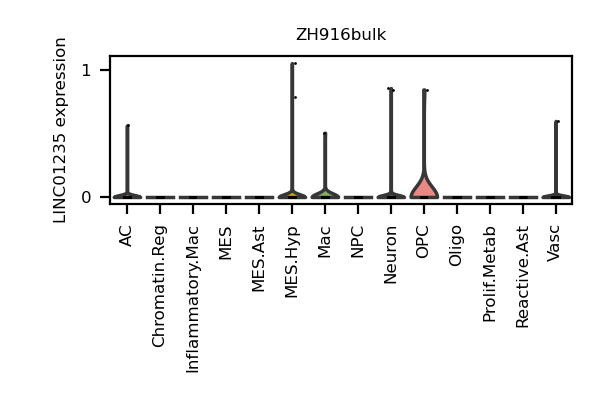 ZH916bulk
LINC01235 expression
1
0
AC
Chromatin.Reg
Inflammatory.Mac
MES
MES.Ast
MES.Hyp
Mac
NPC
Neuron
OPC
Oligo
Prolif.Metab
Reactive.Ast
Vasc